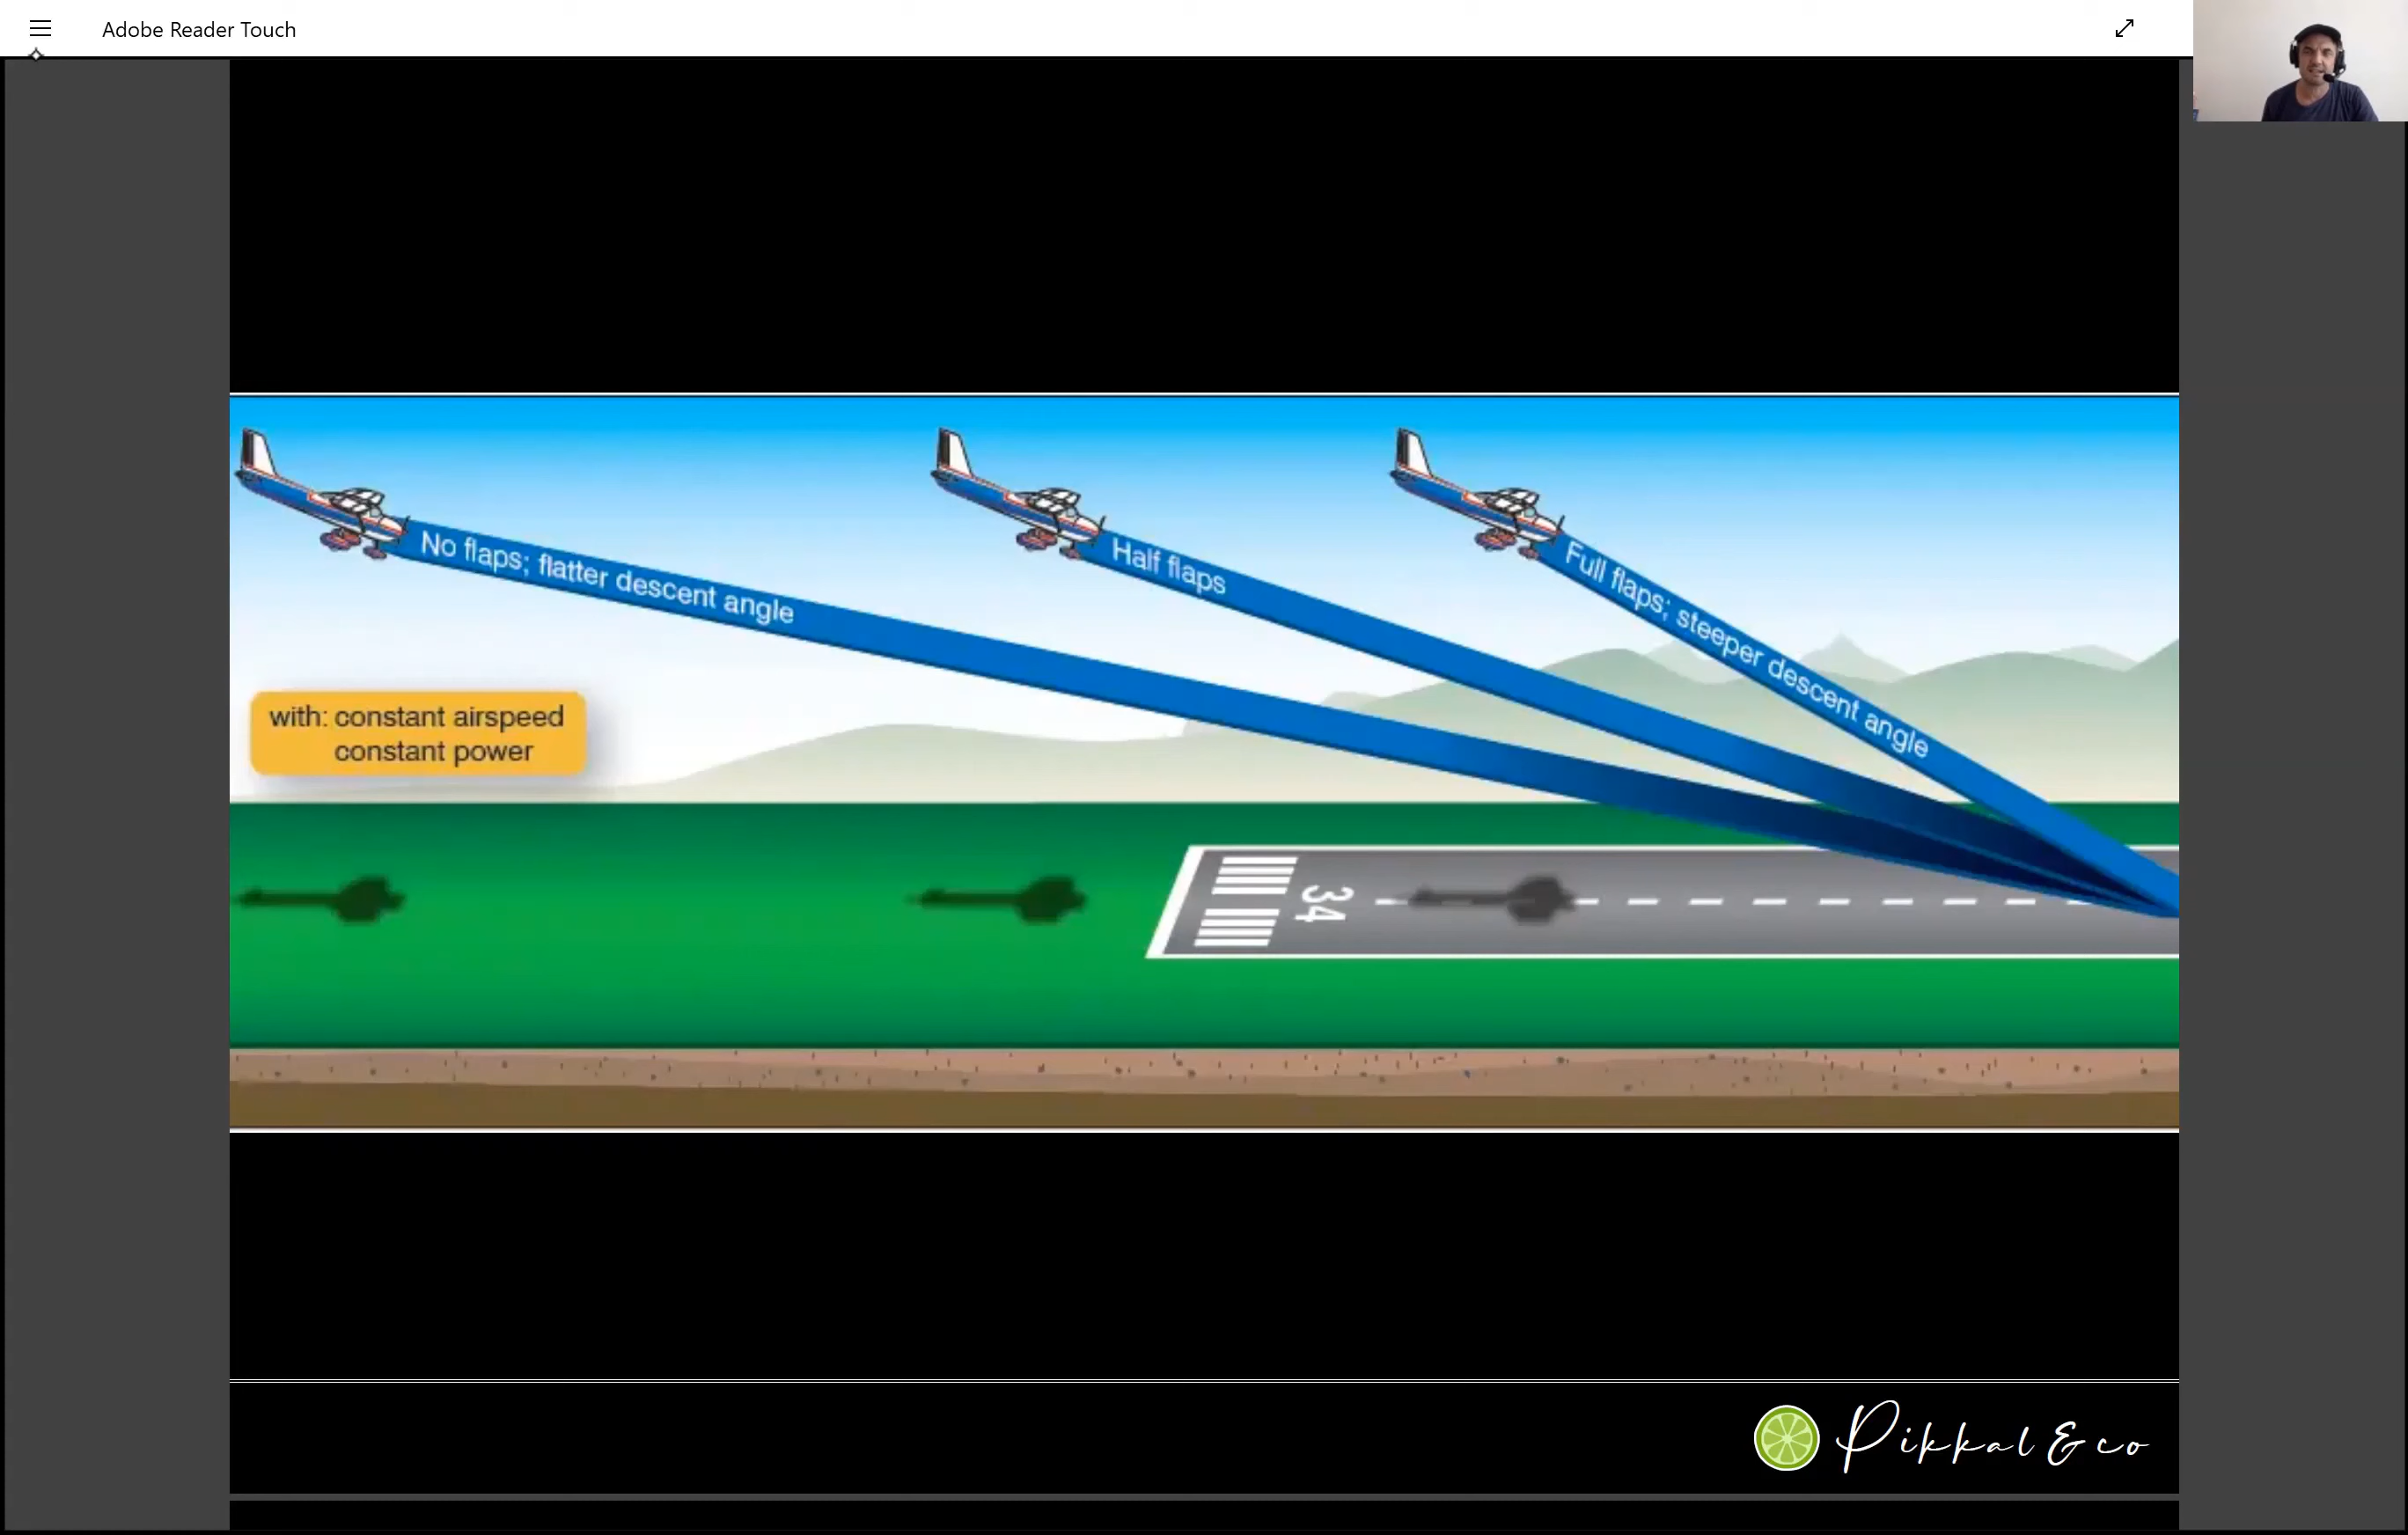 Adobe Reader Touch
No flaps; flatter descent angle
Half flaps
Full flaps; steeper descent angle
with: constant airspeed
constant power
34
Pikkal & co